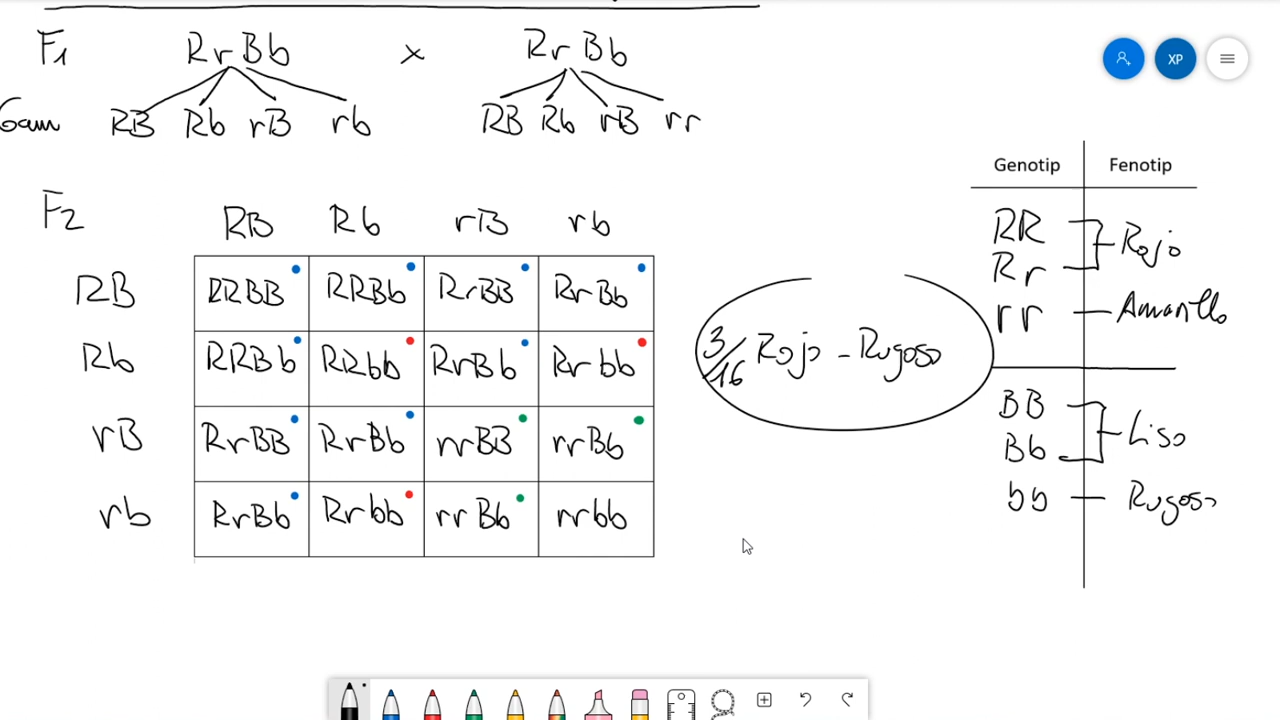 F1 RrBb x RrBb
XP
Gam RB Rb rB rb RB Rb rB rr
Genotip Fenotip
RR Rojo
Rr
rr Amarillo
BB Liso
Bb
bb Rugoso
F2 RB Rb rB rb
RB RRBB RRBb RrBB RrBb
Rb RRBb RRbb RrBb Rrbb
rB RrBB RrBb rrBB rrBb
rb RrBb Rrbb rrBb rrbb
3/16 Rojo - Rugoso